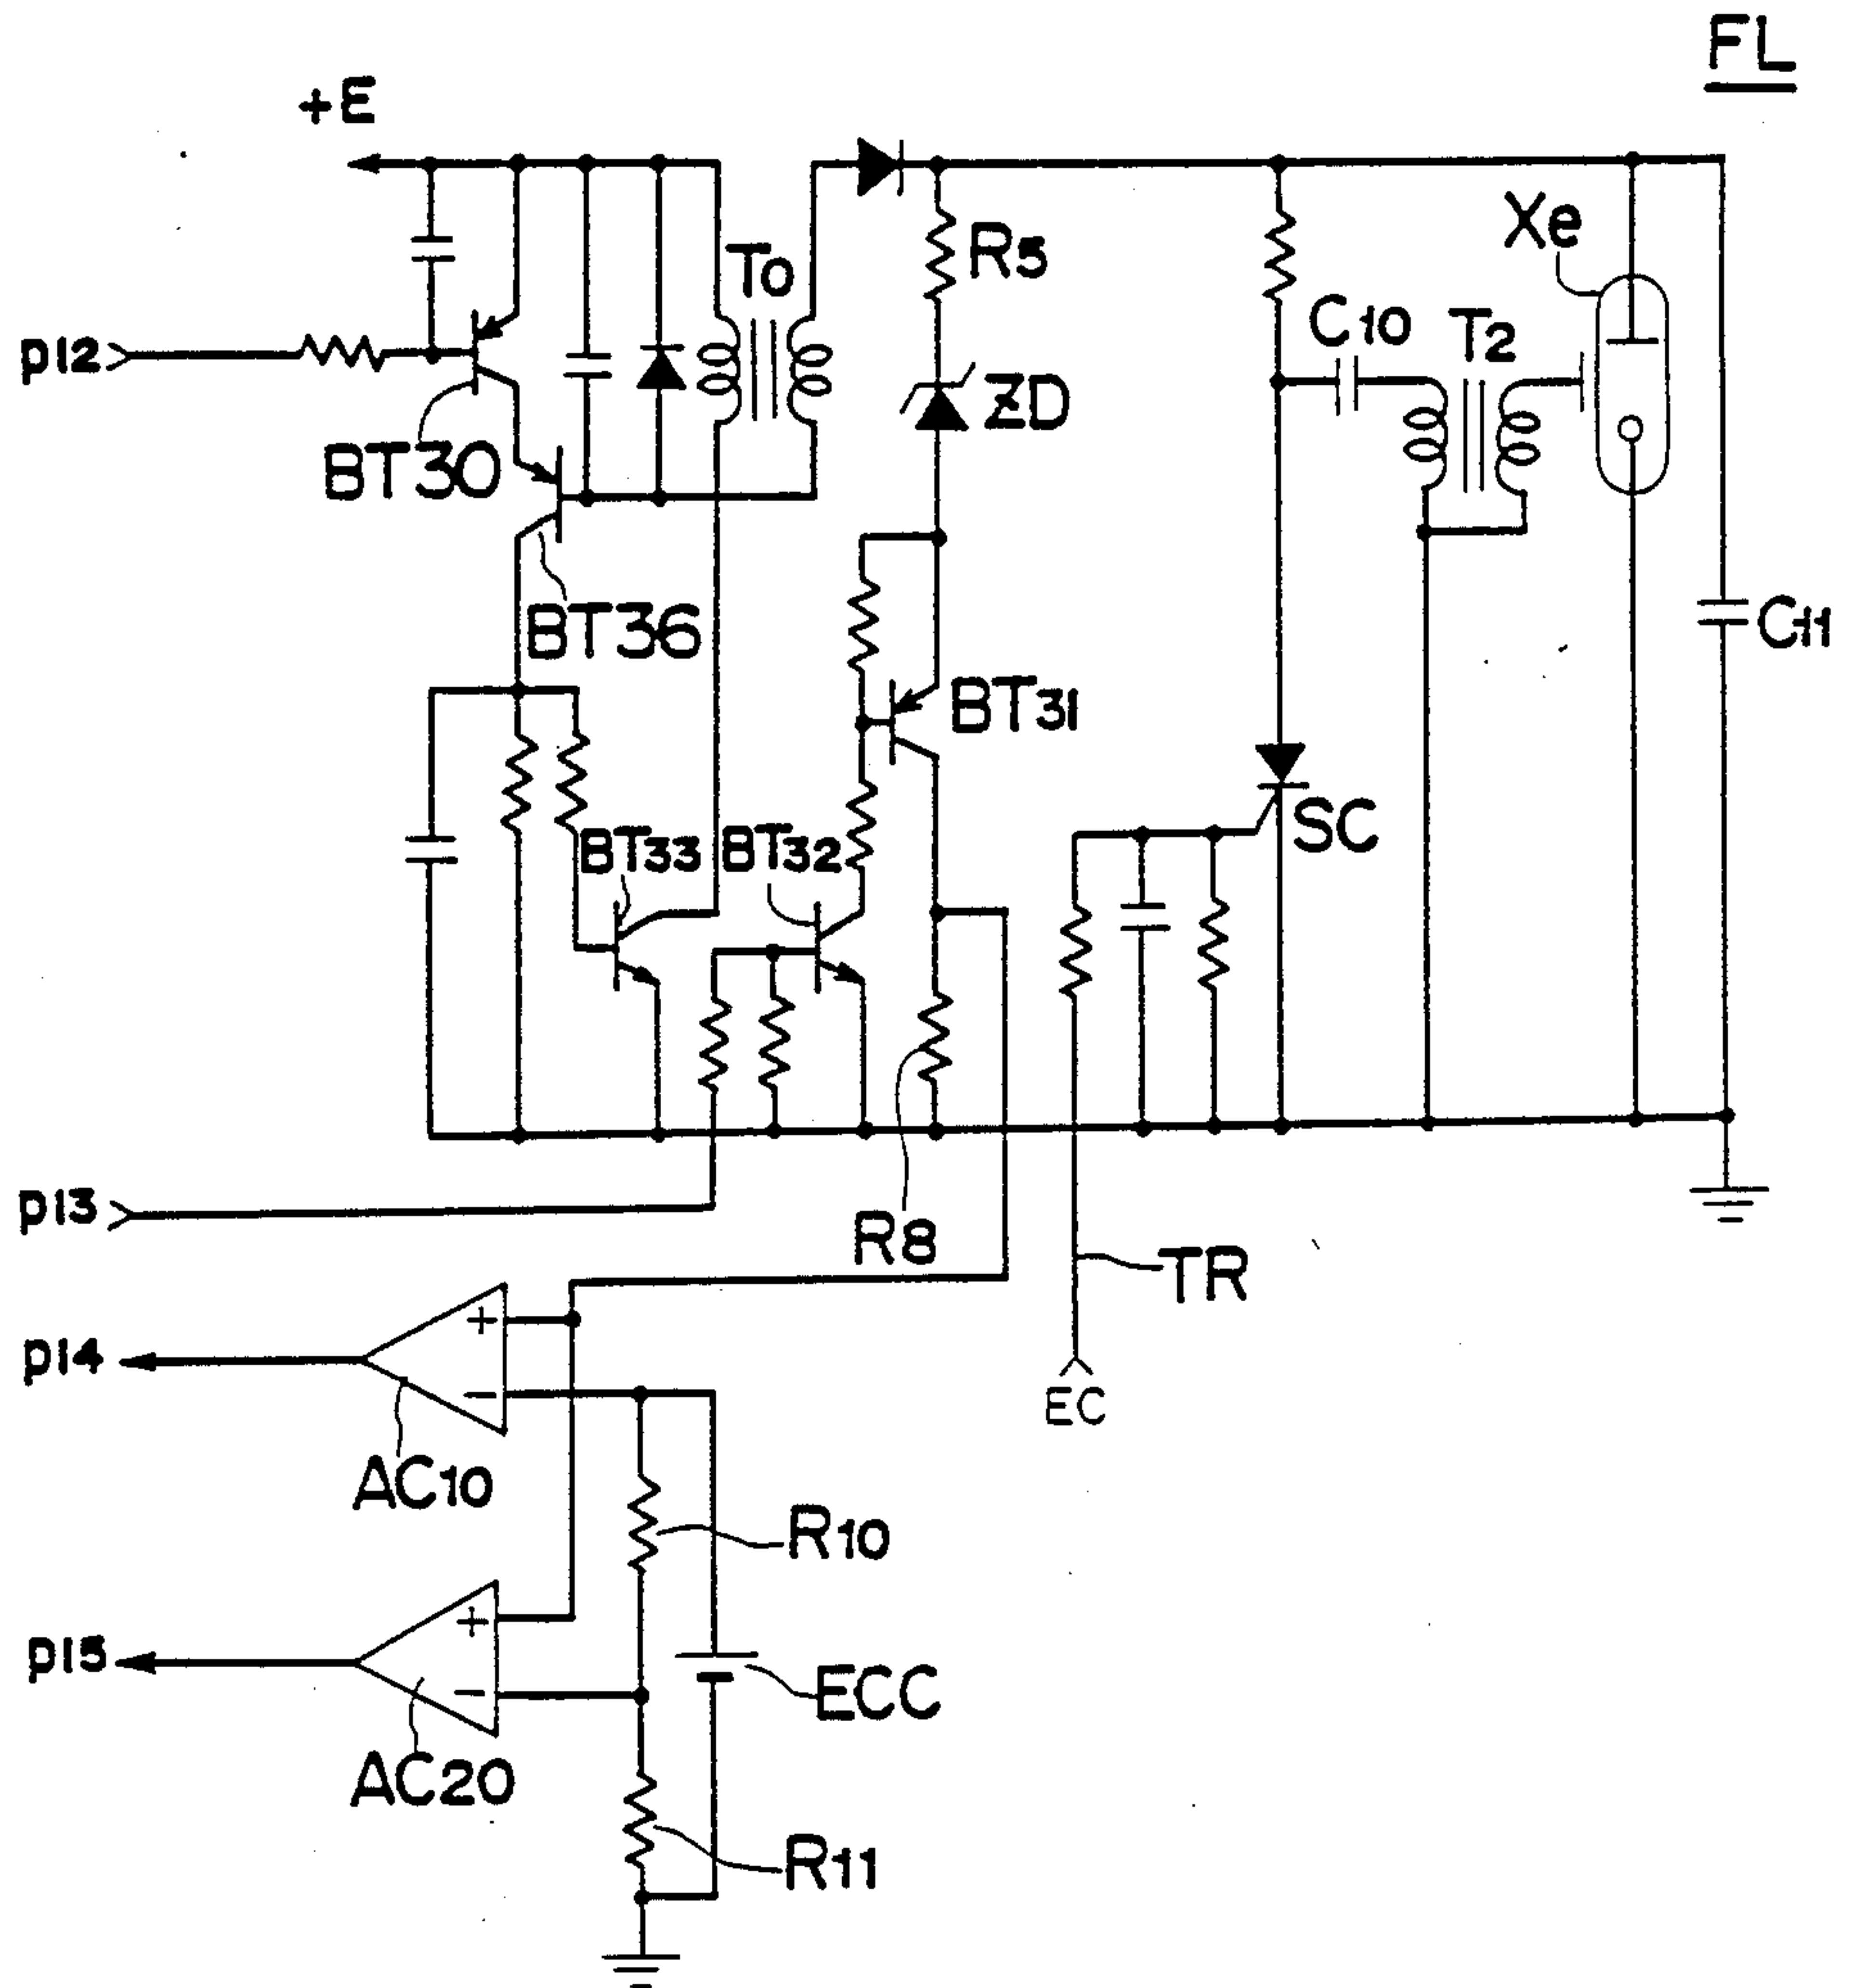 FL
+E
Xe
R5
T0
C10
T2
p12
ZD
BT30
BT36
C11
BT31
SC
BT33
BT32
p13
R8
TR
p14
+
-
EC
AC10
R10
p15
+
-
ECC
AC20
R11